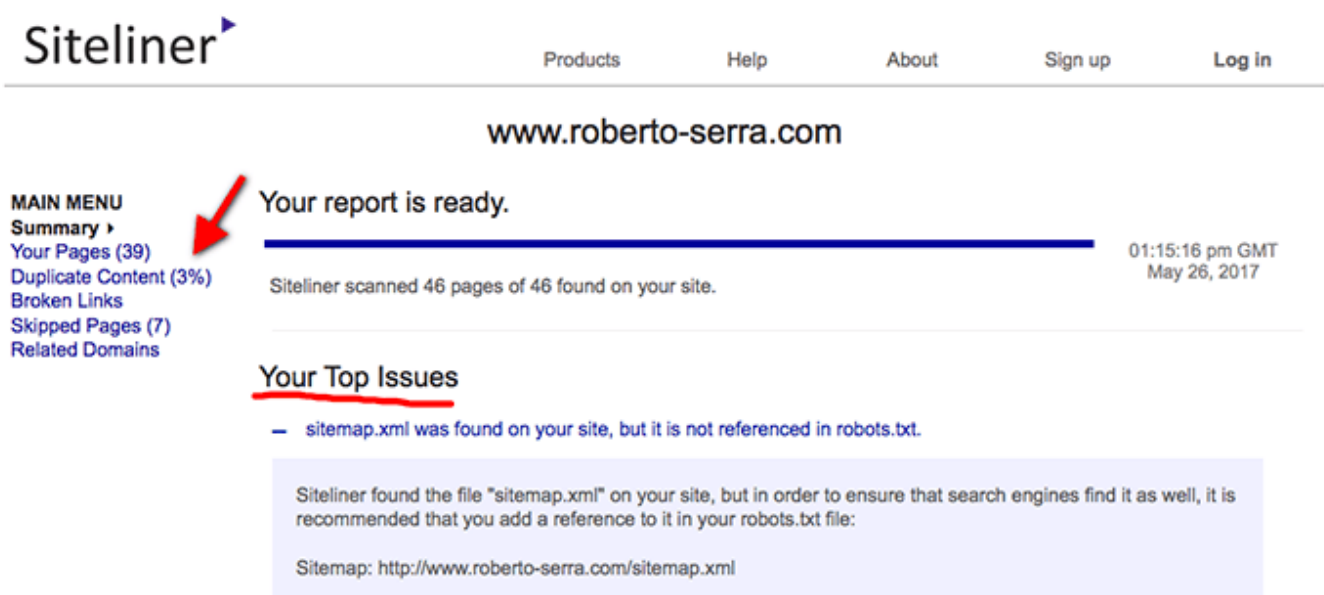 Siteliner
Products Help About Sign up Log in
www.roberto-serra.com
MAIN MENU
Summary
Your Pages (39)
Duplicate Content (3%)
Broken Links
Skipped Pages (7)
Related Domains
Your report is ready.
01:15:16 pm GMT
May 26, 2017
Siteliner scanned 46 pages of 46 found on your site.
Your Top Issues
– sitemap.xml was found on your site, but it is not referenced in robots.txt.
Siteliner found the file "sitemap.xml" on your site, but in order to ensure that search engines find it as well, it is
recommended that you add a reference to it in your robots.txt file:
Sitemap: http://www.roberto-serra.com/sitemap.xml